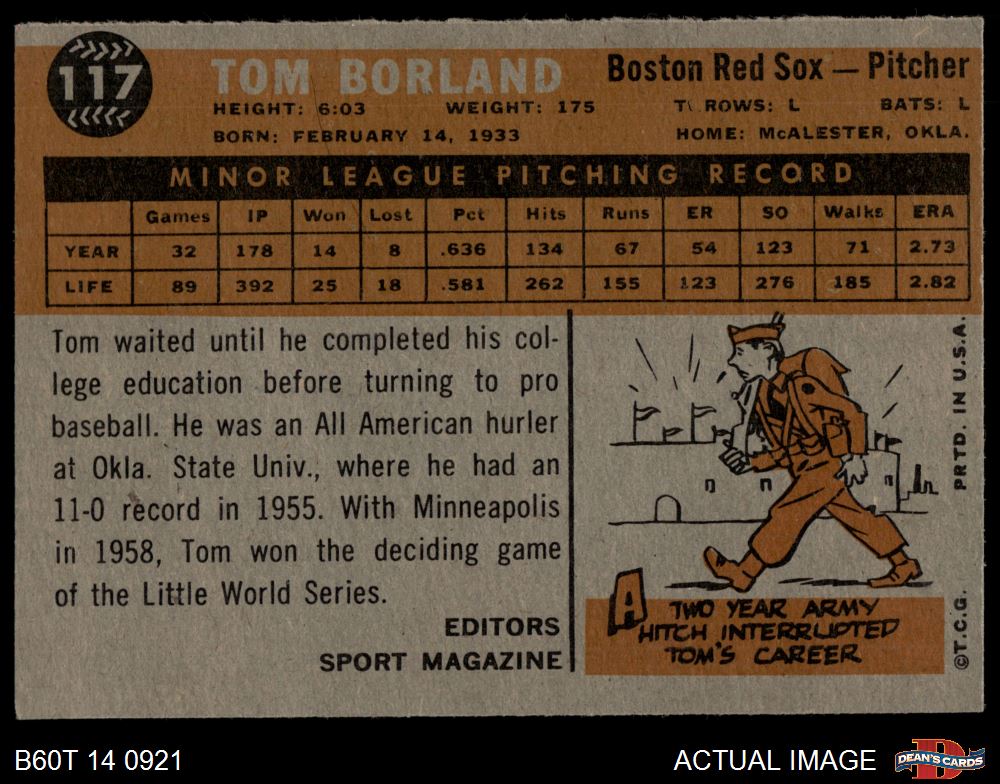 117
TOM BORLAND
Boston Red Sox — Pitcher
HEIGHT: 6:03 WEIGHT: 175 T ROWS: L BATS: L
BORN: FEBRUARY 14, 1933 HOME: McALESTER, OKLA.
MINOR LEAGUE PITCHING RECORD
Games IP Won Lost Pct Hits Runs ER SO Walks ERA
YEAR 32 178 14 8 .636 134 67 54 123 71 2.73
LIFE 89 392 25 18 .581 262 155 123 276 185 2.82
Tom waited until he completed his col-
lege education before turning to pro
baseball. He was an All American hurler
at Okla. State Univ., where he had an
11-0 record in 1955. With Minneapolis
in 1958, Tom won the deciding game
of the Little World Series.
EDITORS
SPORT MAGAZINE
A TWO YEAR ARMY
HITCH INTERRUPTED
TOM'S CAREER
©T.C.G. PRTD. IN U.S.A.
B60T 14 0921
ACTUAL IMAGE
DEAN'S CARDS